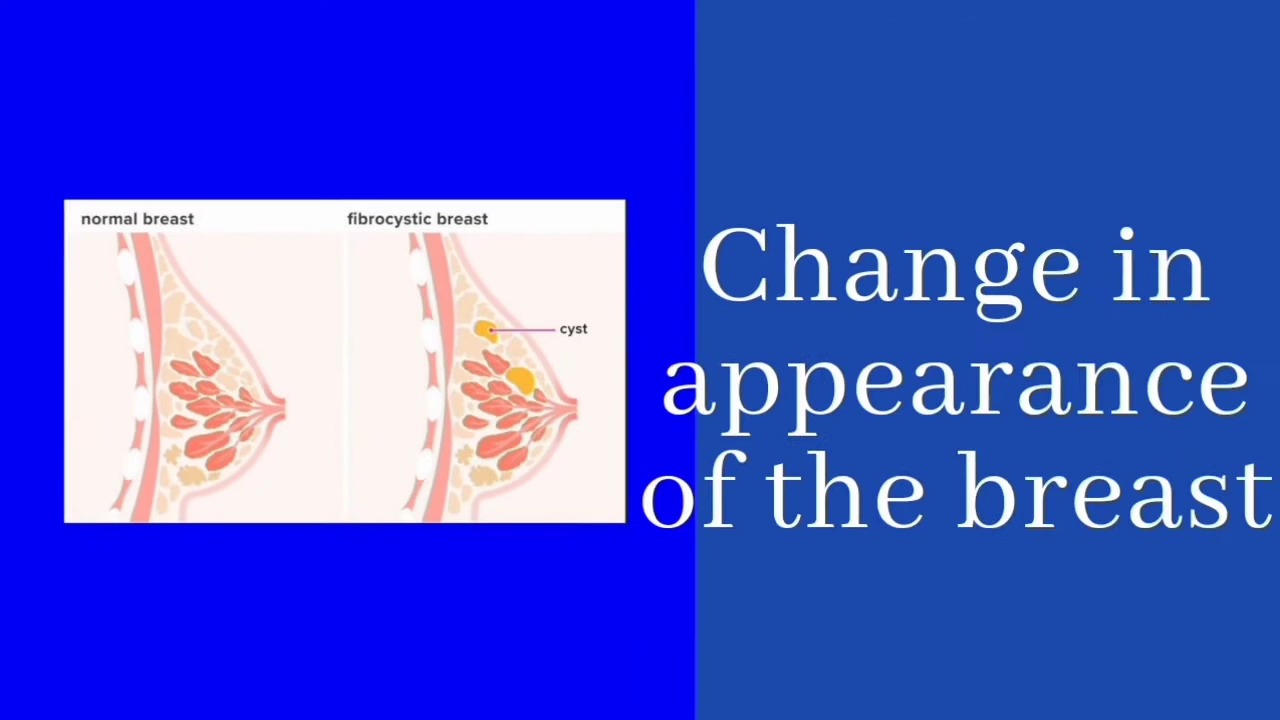 normal breast
fibrocystic breast
cyst
Change in
appearance
of the breast